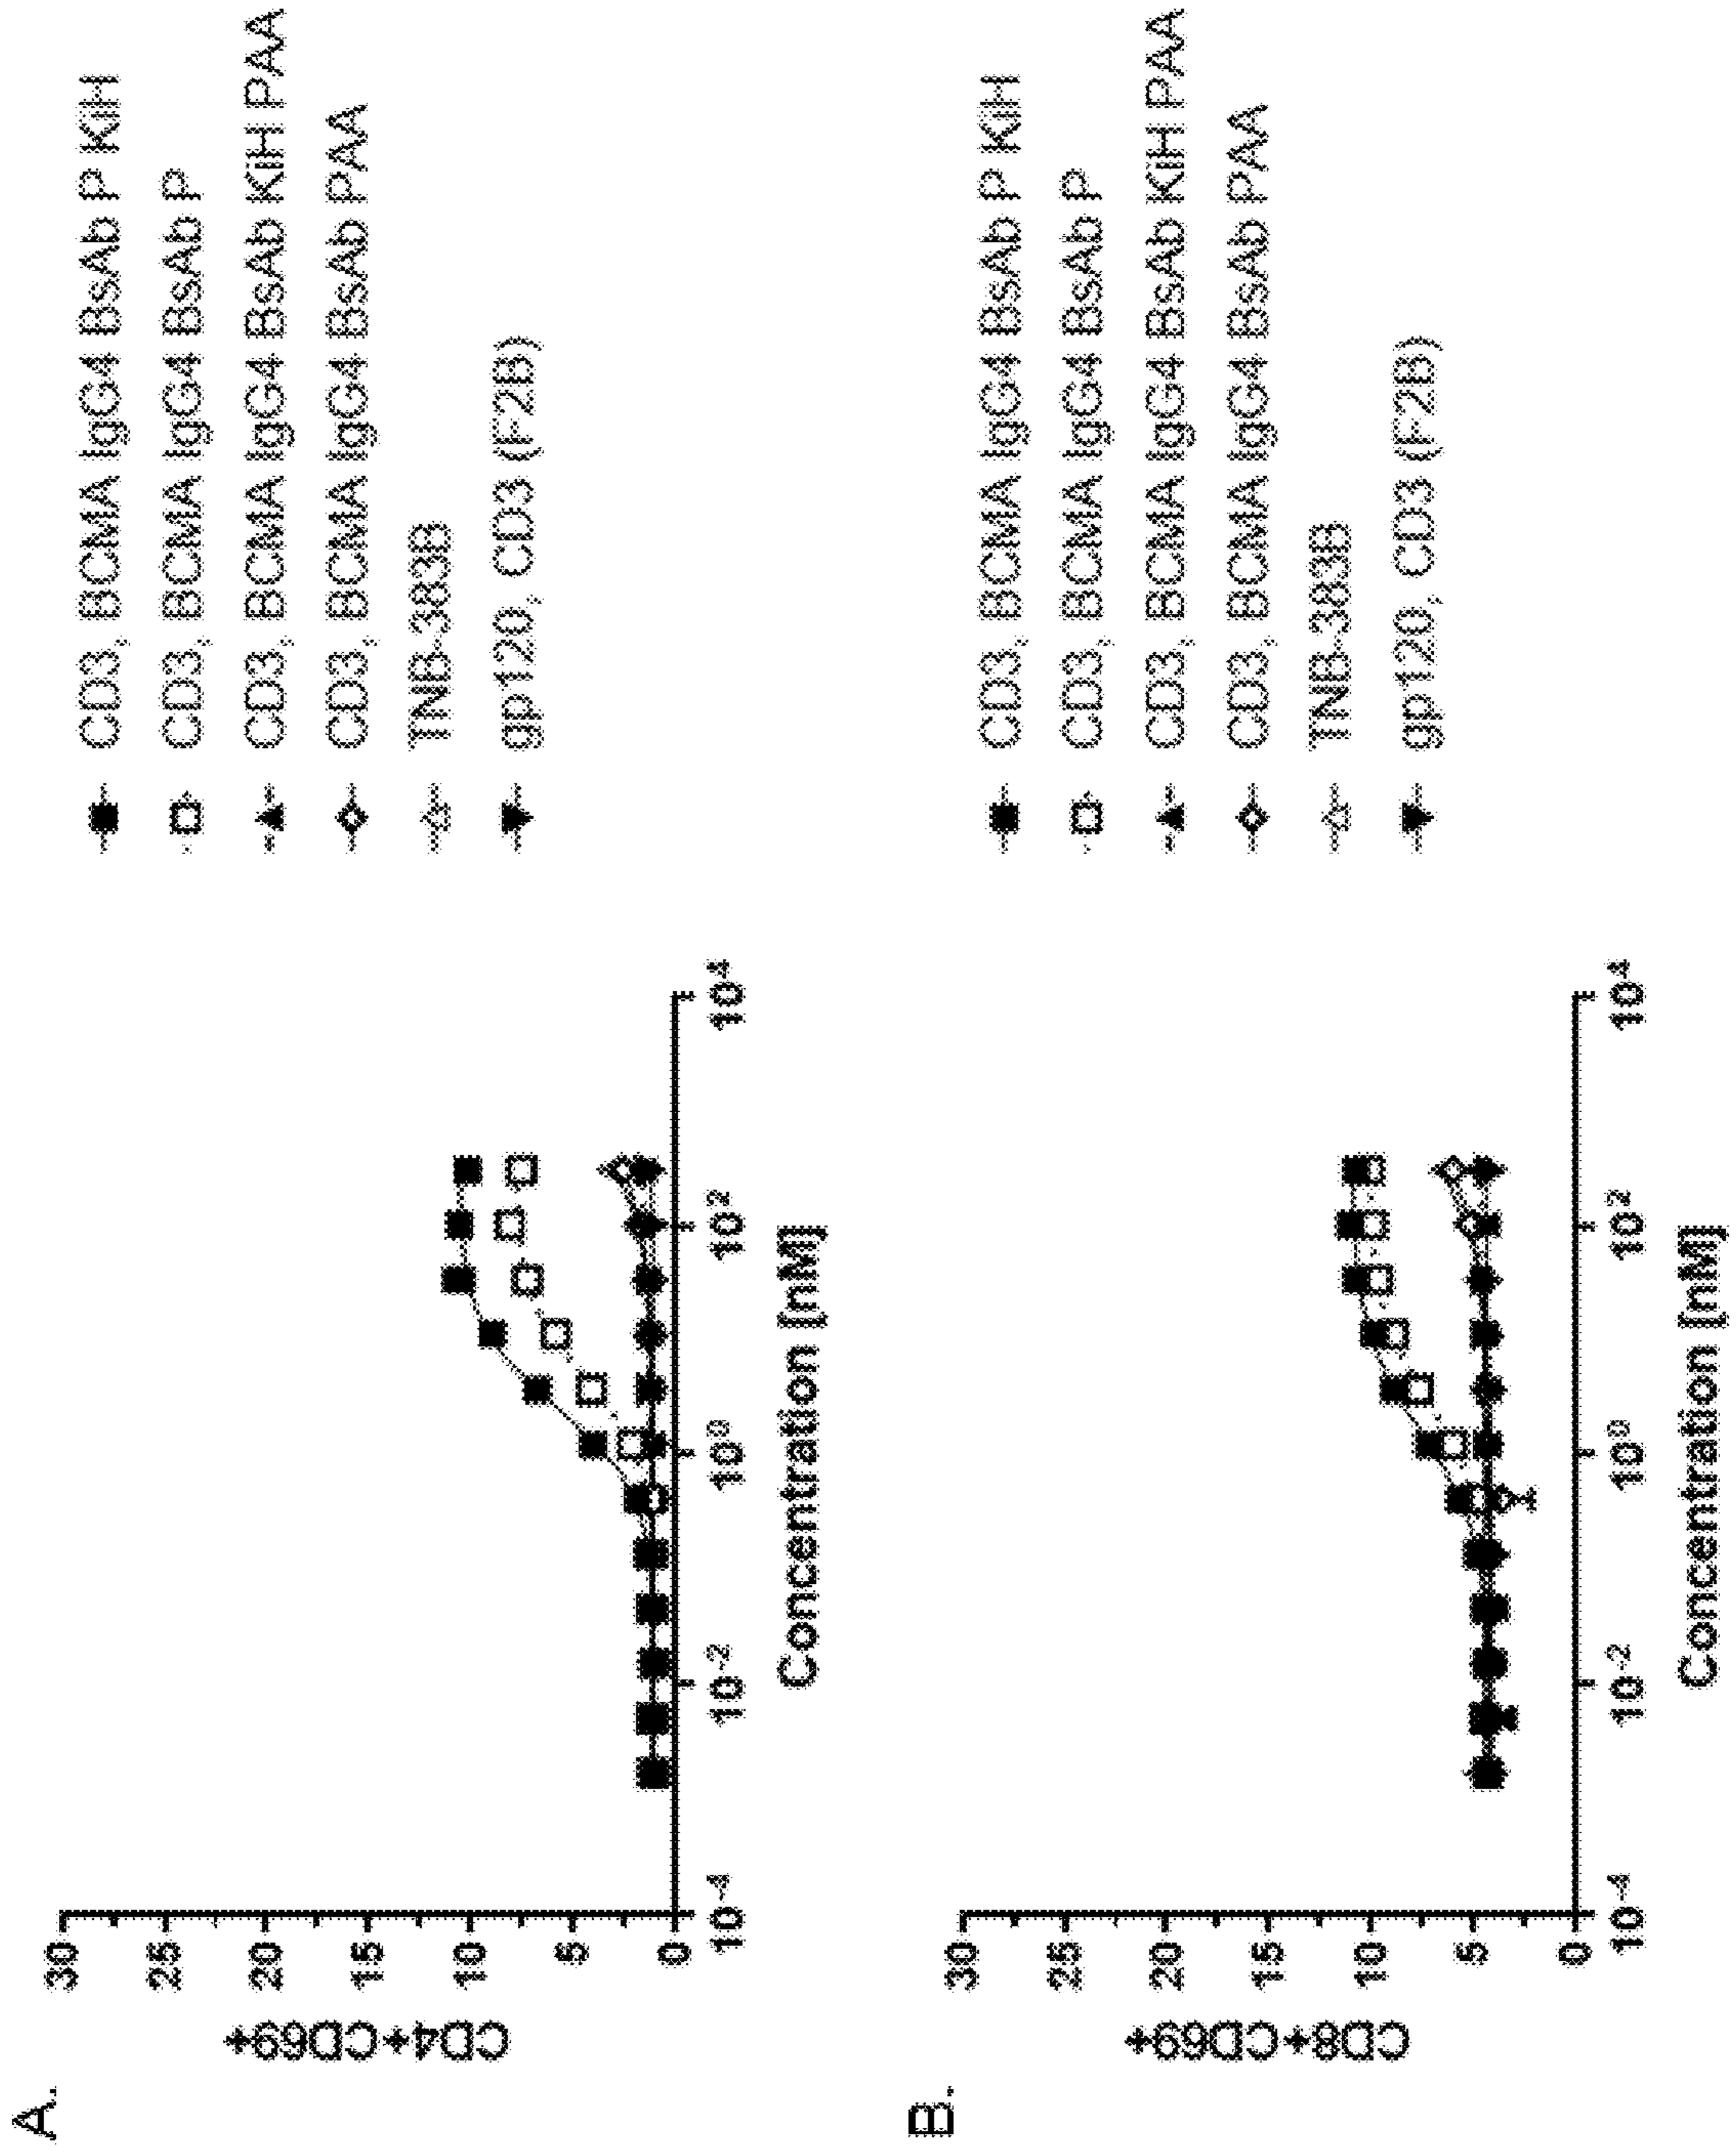 A.
CD4+CD69+
30
25
20
15
10
5
0
10-4
10-2
100
102
104
Concentration [nM]
CD3, BCMA IgG4 BsAb P KiH
CD3, BCMA IgG4 BsAb P
CD3, BCMA IgG4 BsAb KiH PAA
CD3, BCMA IgG4 BsAb PAA
TNB-383B
gp120, CD3 (F2B)
B.
CD8+CD69+
30
25
20
15
10
5
0
10-4
10-2
100
102
104
Concentration [nM]
CD3, BCMA IgG4 BsAb P KiH
CD3, BCMA IgG4 BsAb P
CD3, BCMA IgG4 BsAb KiH PAA
CD3, BCMA IgG4 BsAb PAA
TNB-383B
gp120, CD3 (F2B)